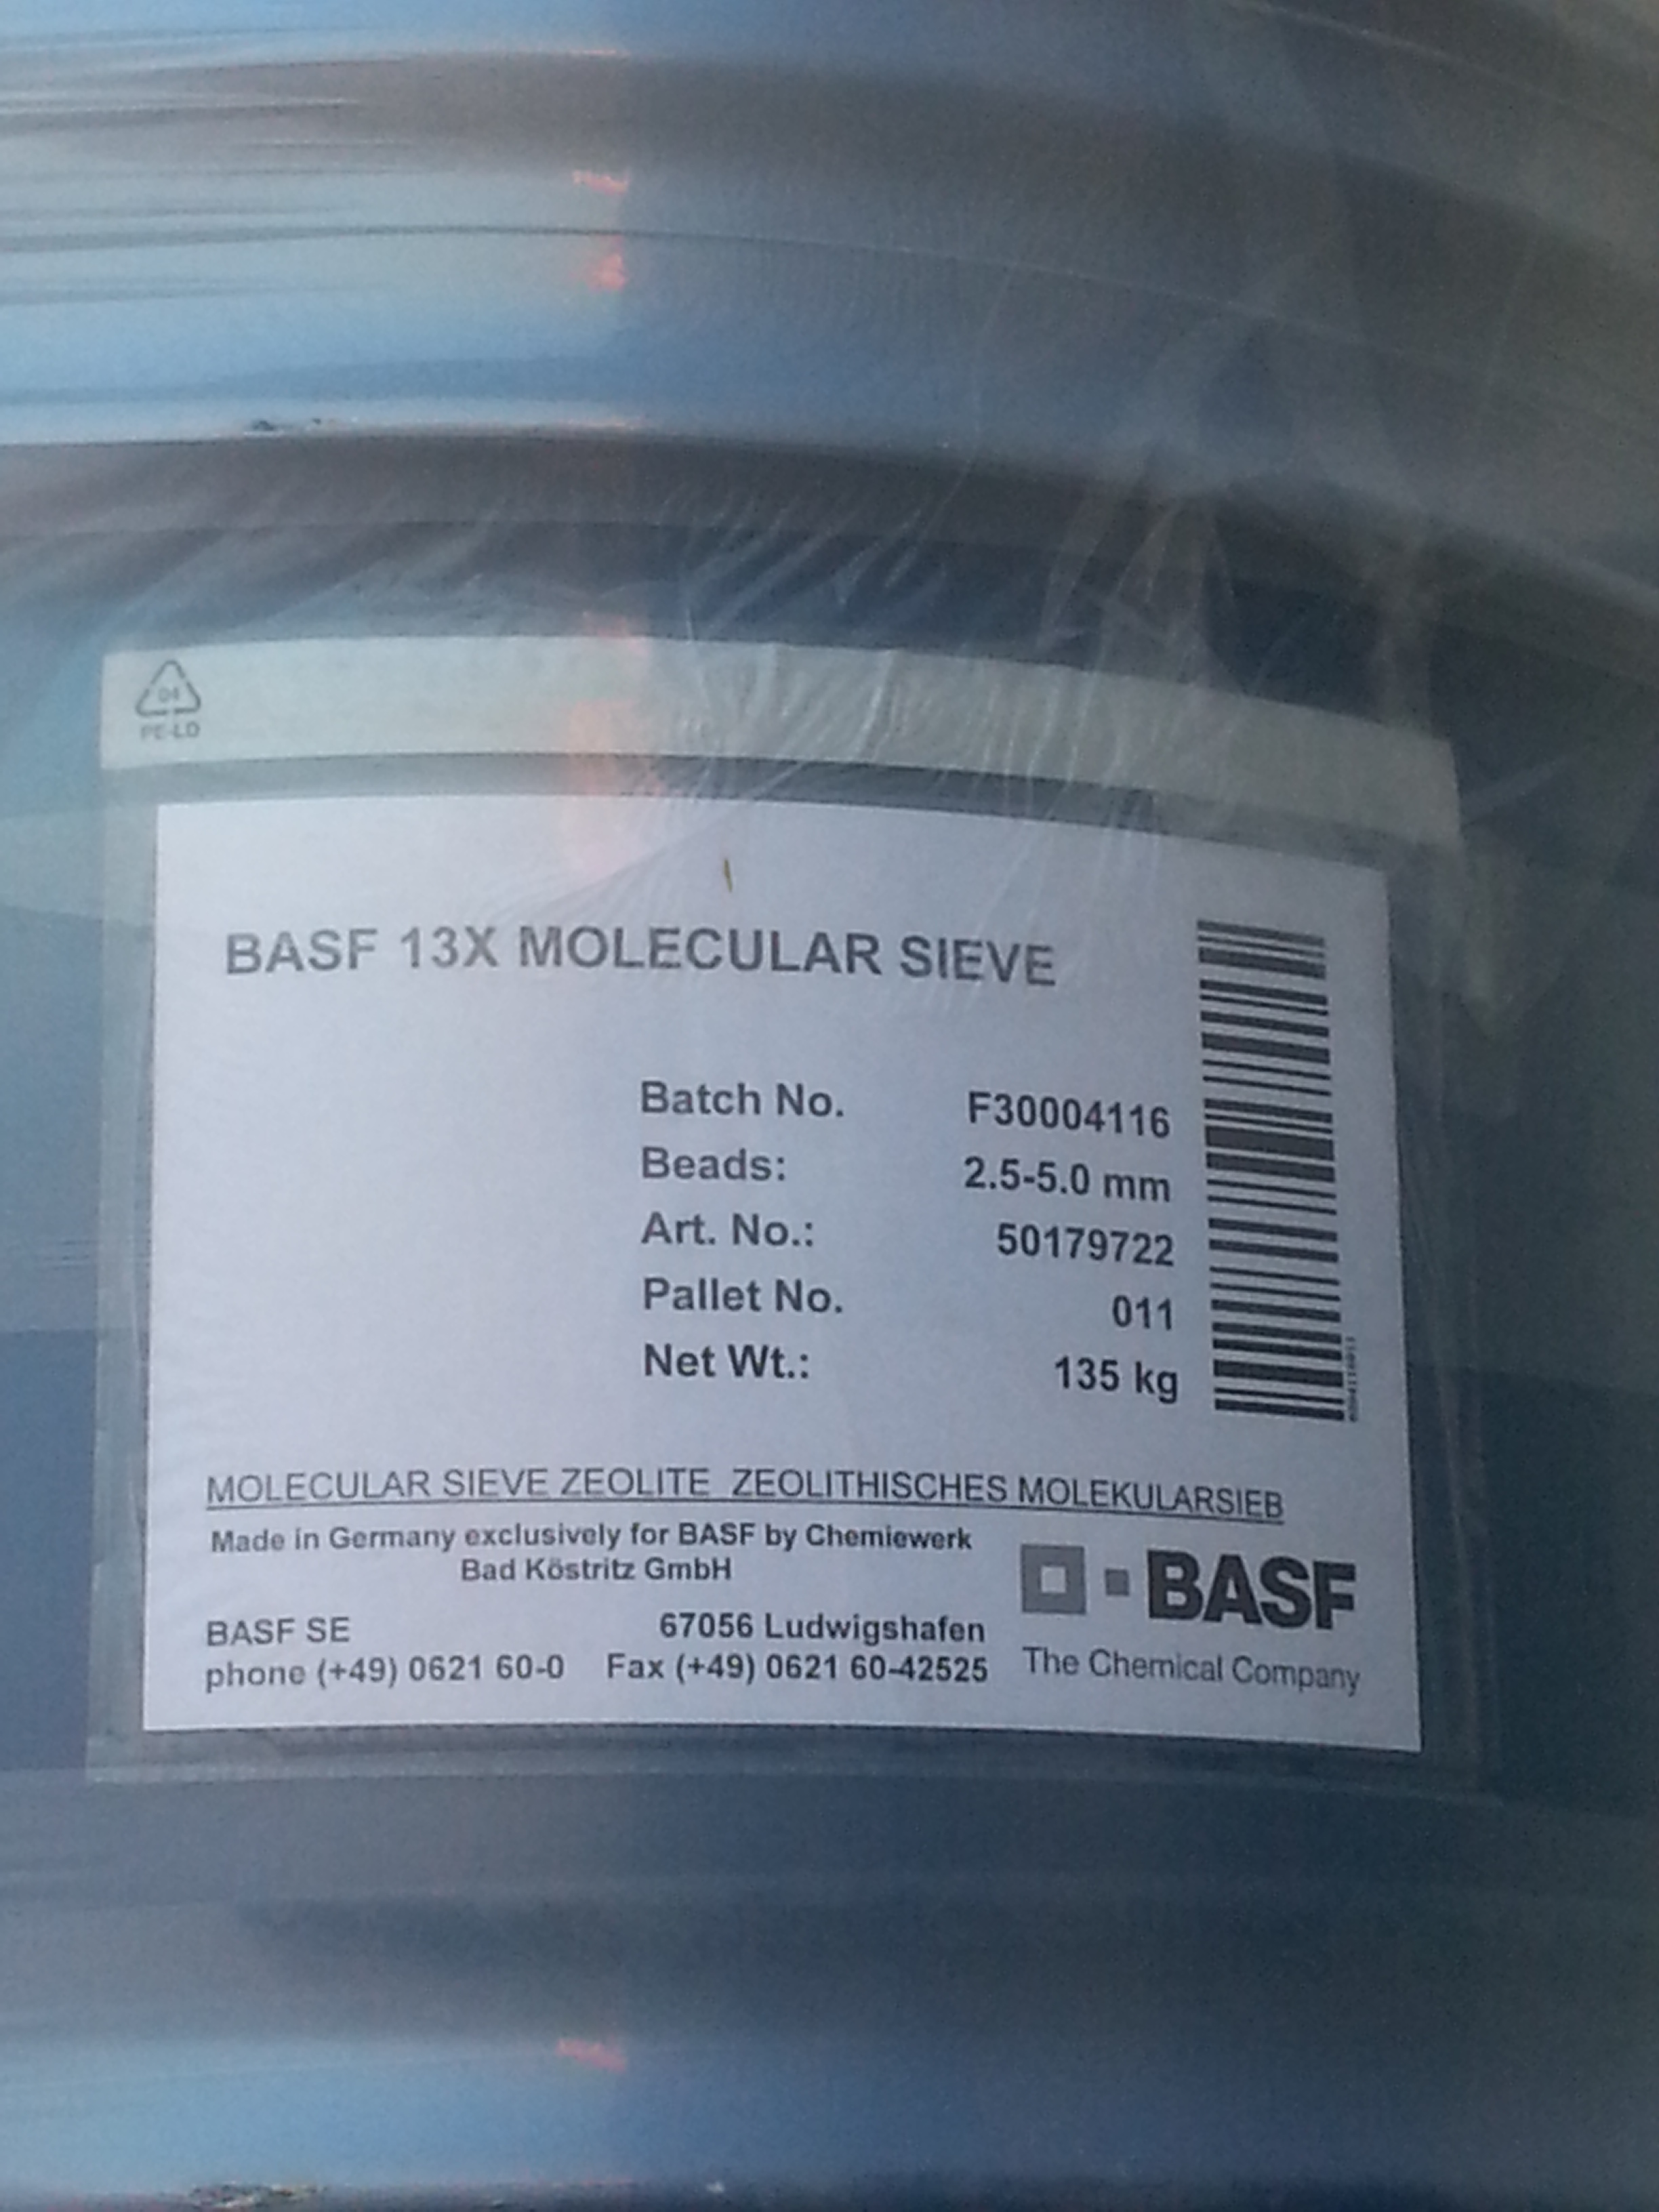 04
PE-LD
BASF 13X MOLECULAR SIEVE
Batch No. F30004116
Beads: 2.5-5.0 mm
Art. No.: 50179722
Pallet No. 011
Net Wt.: 135 kg
MOLECULAR SIEVE ZEOLITE ZEOLITHISCHES MOLEKULARSIEB
Made in Germany exclusively for BASF by Chemiewerk
Bad Köstritz GmbH
BASF SE 67056 Ludwigshafen
phone (+49) 0621 60-0 Fax (+49) 0621 60-42525
BASF
The Chemical Company